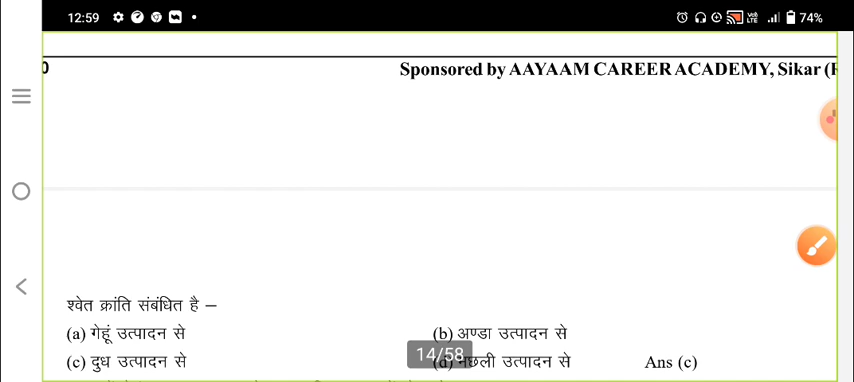 12:59 74%
Sponsored by AAYAAM CAREER ACADEMY, Sikar
श्वेत क्रांति संबंधित है –
(a) गेहूं उत्पादन से (b) अण्डा उत्पादन से
(c) दुध उत्पादन से (d) मछली उत्पादन से Ans (c)
14/58